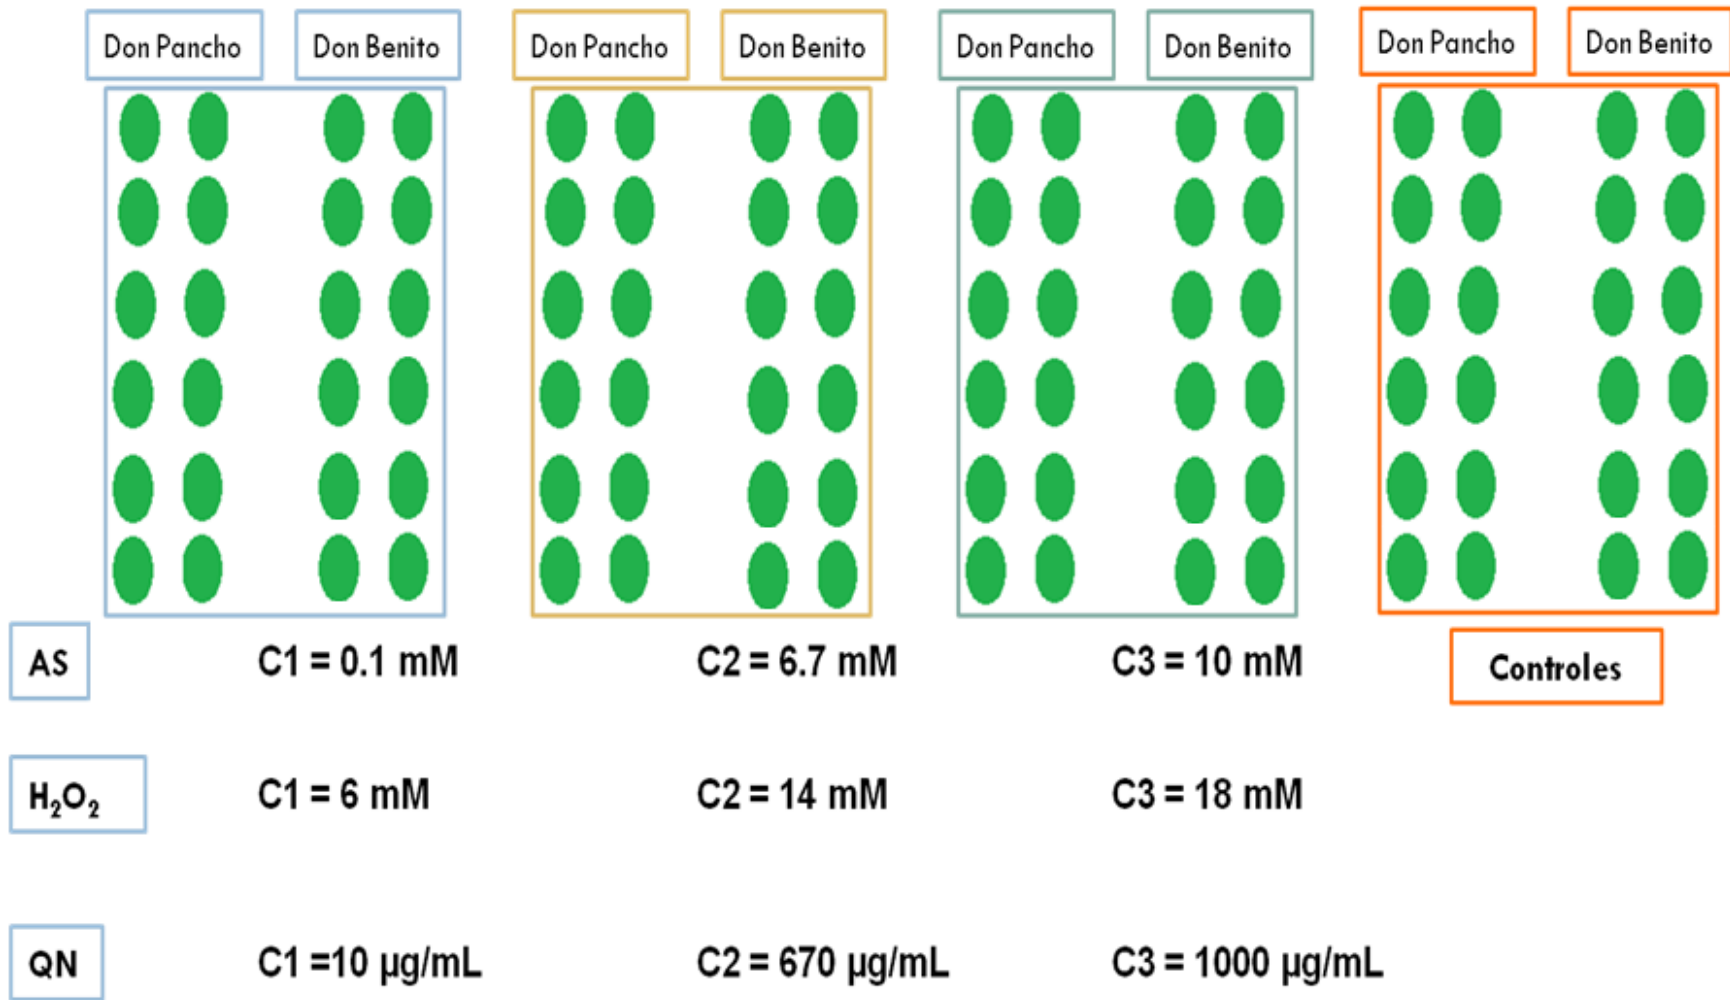 Don Pancho Don Benito Don Pancho Don Benito Don Pancho Don Benito Don Pancho Don Benito
AS C1 = 0.1 mM C2 = 6.7 mM C3 = 10 mM Controles
H₂O₂ C1 = 6 mM C2 = 14 mM C3 = 18 mM
QN C1 =10 µg/mL C2 = 670 µg/mL C3 = 1000 µg/mL